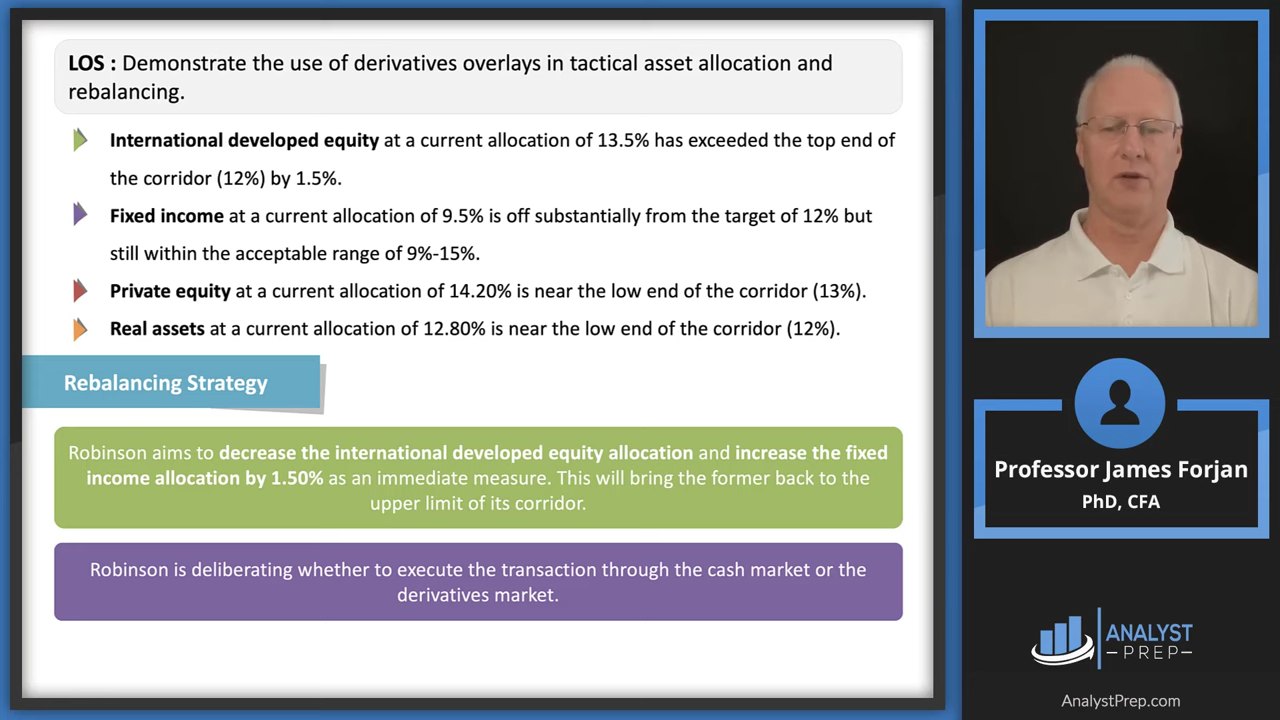 LOS : Demonstrate the use of derivatives overlays in tactical asset allocation and
rebalancing.
International developed equity at a current allocation of 13.5% has exceeded the top end of
the corridor (12%) by 1.5%.
Fixed income at a current allocation of 9.5% is off substantially from the target of 12% but
still within the acceptable range of 9%-15%.
Private equity at a current allocation of 14.20% is near the low end of the corridor (13%).
Real assets at a current allocation of 12.80% is near the low end of the corridor (12%).
Rebalancing Strategy
Robinson aims to decrease the international developed equity allocation and increase the fixed
income allocation by 1.50% as an immediate measure. This will bring the former back to the
upper limit of its corridor.
Robinson is deliberating whether to execute the transaction through the cash market or the
derivatives market.
Professor James Forjan
PhD, CFA
ANALYST
PREP
AnalystPrep.com